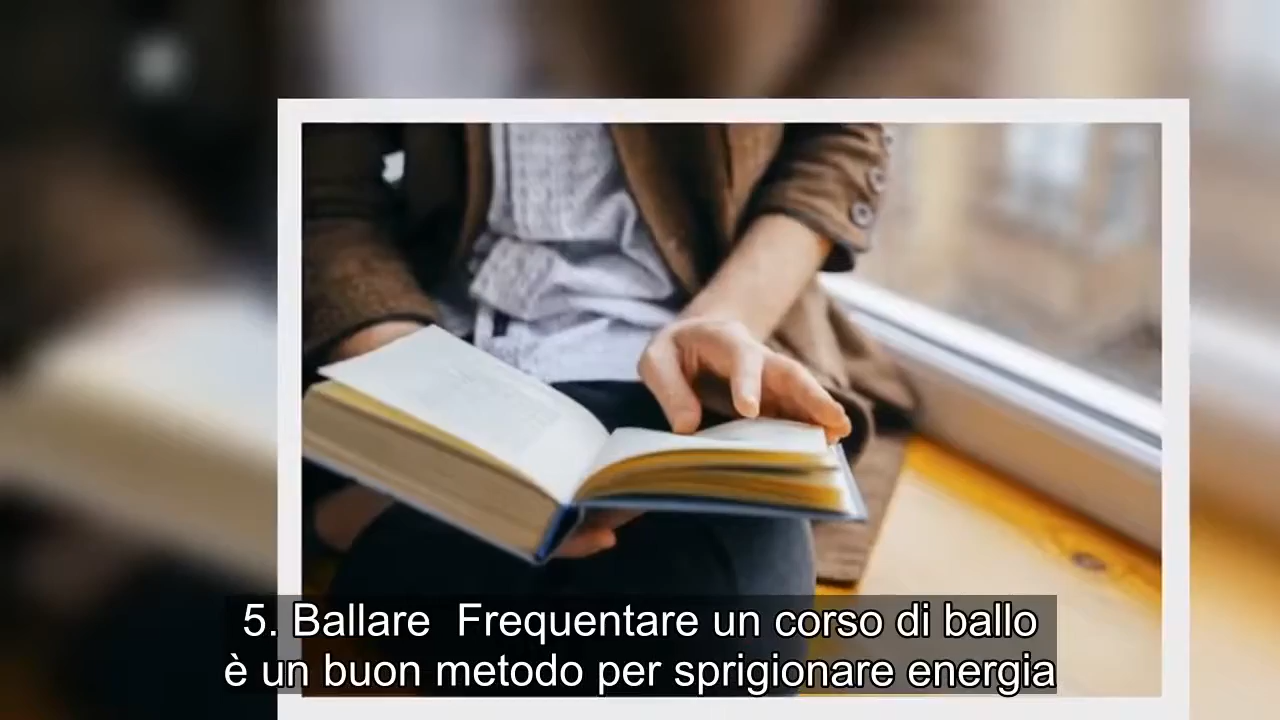 5. Ballare  Frequentare un corso di ballo
è un buon metodo per sprigionare energia